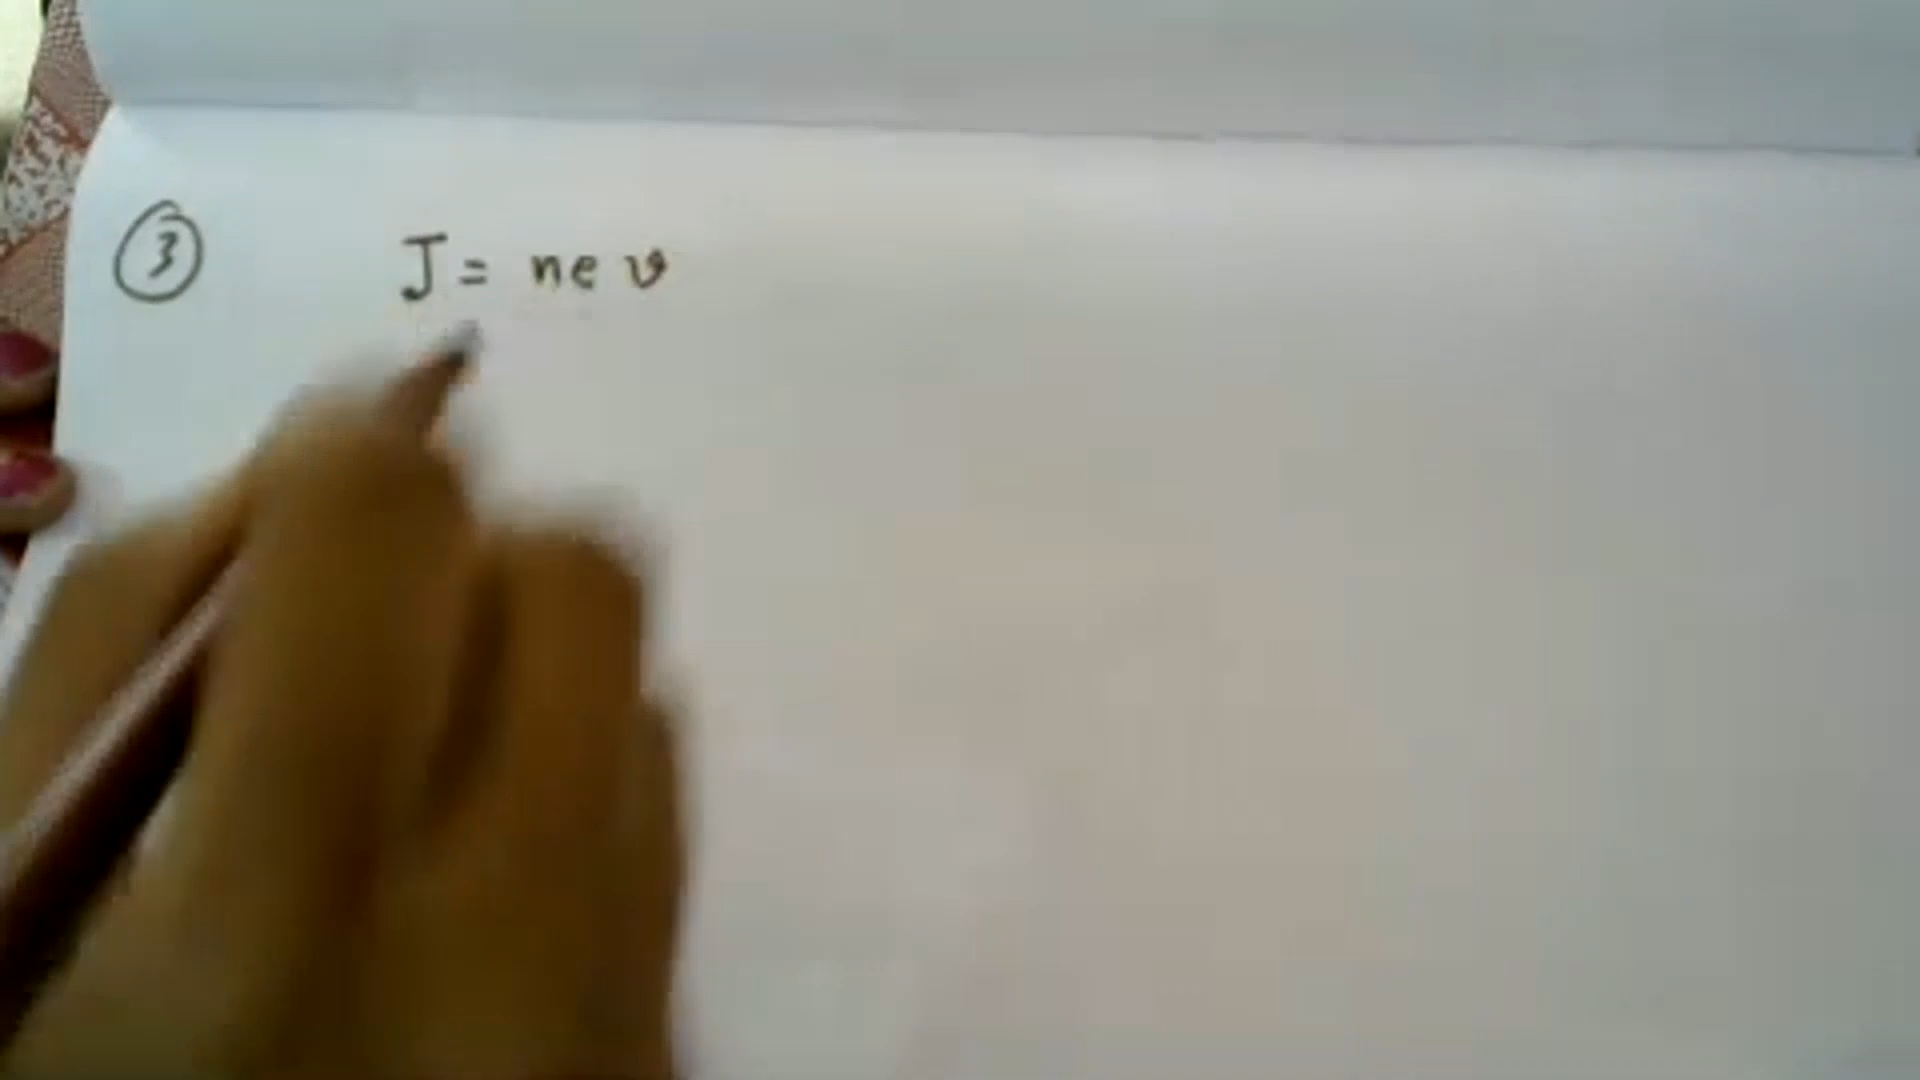 ③ J = ne v